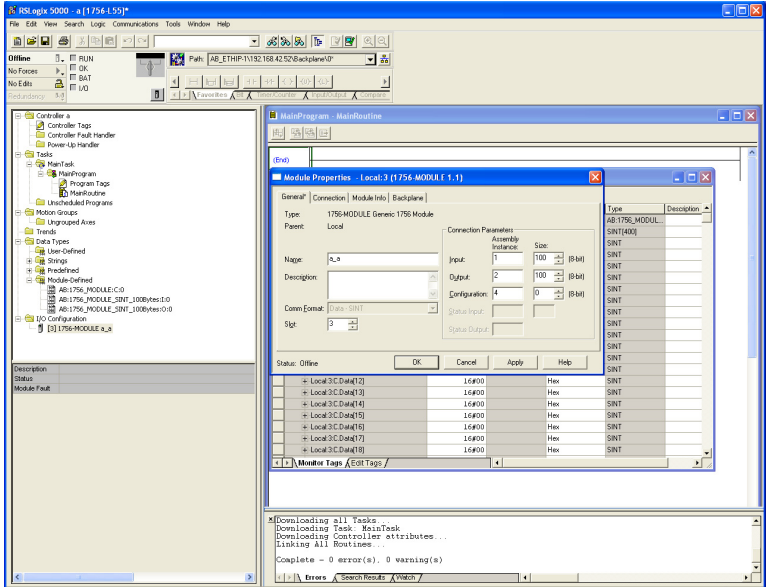 RSLogix 5000 - a [1756-L55]*
File Edit View Search Logic Communications Tools Window Help
Offline
RUN
OK
BAT
I/O
No Forces
No Edits
Redundancy
Path: AB_ETHIP-1\192.168.42.52\Backplane\0*
Favorites Bit Timer/Counter Input/Output Compare
Controller a
Controller Tags
Controller Fault Handler
Power-Up Handler
Tasks
MainTask
MainProgram
Program Tags
MainRoutine
Unscheduled Programs
Motion Groups
Ungrouped Axes
Trends
Data Types
User-Defined
Strings
Predefined
Module-Defined
AB:1756_MODULE:C:0
AB:1756_MODULE_SINT_100Bytes:I:0
AB:1756_MODULE_SINT_100Bytes:O:0
I/O Configuration
[3] 1756-MODULE a_a
Description
Status
Module Fault
MainProgram - MainRoutine
(End)
Module Properties - Local:3 (1756-MODULE 1.1)
General* Connection Module Info Backplane
Type: 1756-MODULE Generic 1756 Module
Parent: Local
Name: a_a
Description:
Comm Format: Data - SINT
Slot: 3
Connection Parameters
Assembly Instance: Size:
Input: 1 100 (8-bit)
Output: 2 100 (8-bit)
Configuration: 4 0 (8-bit)
Status Input:
Status Output:
Status: Offline
OK Cancel Apply Help
Type Description
AB:1756_MODUL...
SINT[400]
SINT
SINT
SINT
SINT
SINT
SINT
SINT
SINT
SINT
SINT
SINT
SINT
+ Local:3:C.Data[12] 16#00 Hex SINT
+ Local:3:C.Data[13] 16#00 Hex SINT
+ Local:3:C.Data[14] 16#00 Hex SINT
+ Local:3:C.Data[15] 16#00 Hex SINT
+ Local:3:C.Data[16] 16#00 Hex SINT
+ Local:3:C.Data[17] 16#00 Hex SINT
+ Local:3:C.Data[18] 16#00 Hex SINT
Monitor Tags Edit Tags
Downloading all Tasks...
Downloading Task: MainTask
Downloading Controller attributes...
Linking All Routines...
Complete - 0 error(s), 0 warning(s)
Errors Search Results Watch